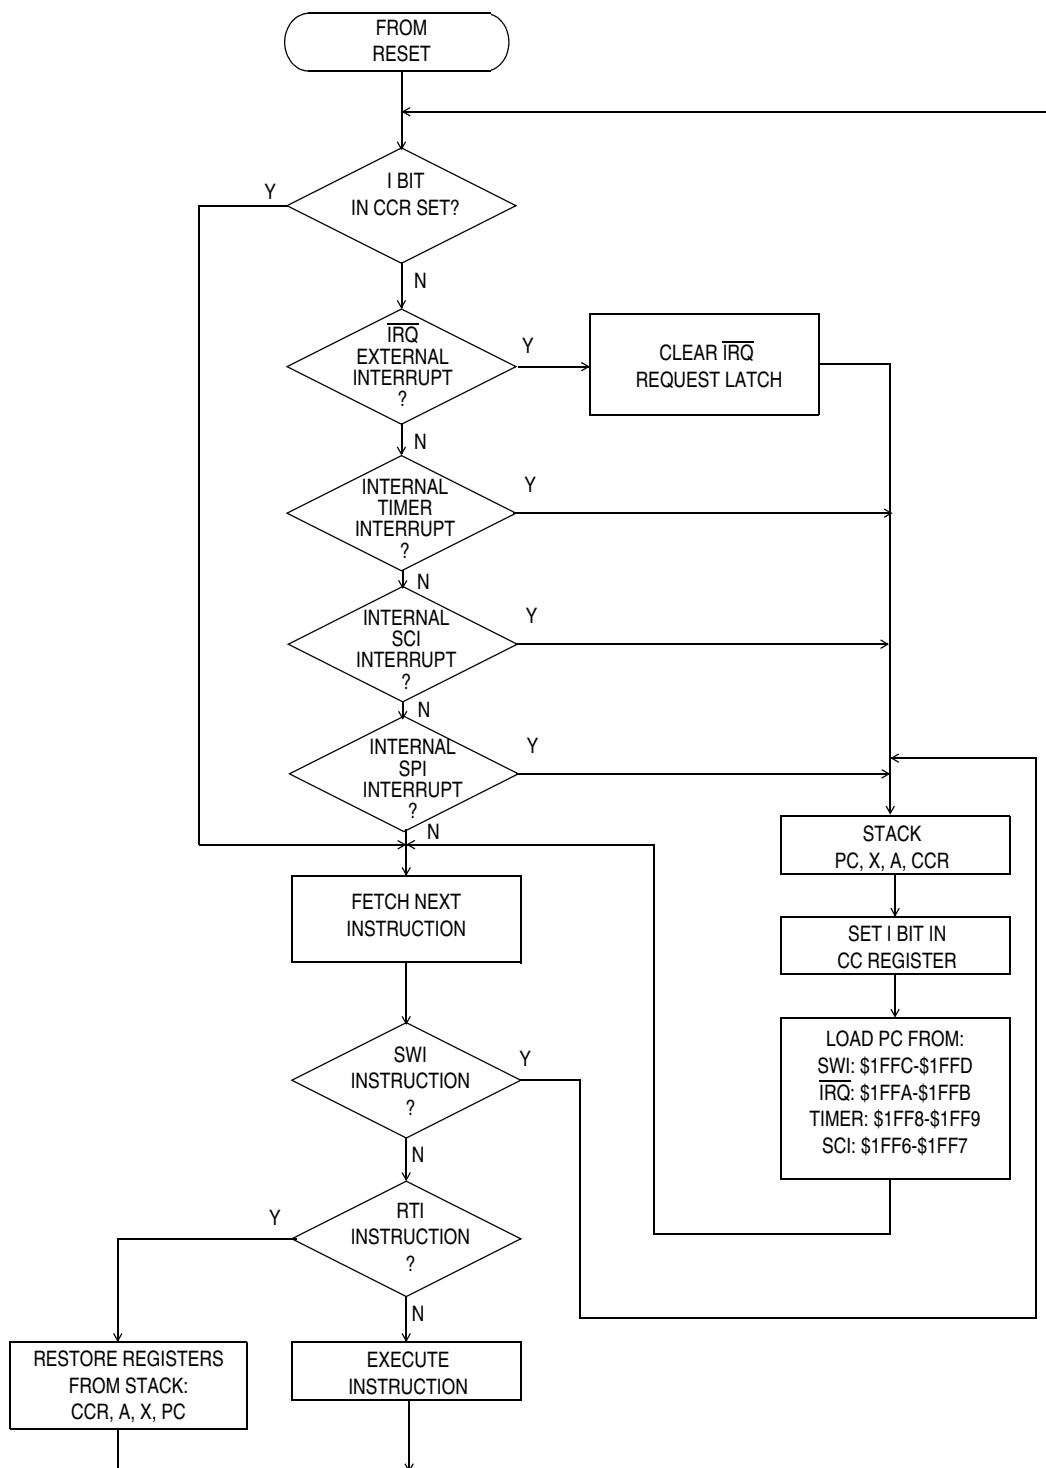 FROM
RESET
Y
I BIT
IN CCR SET?
N
IRQ
EXTERNAL
INTERRUPT
?
Y
CLEAR IRQ
REQUEST LATCH
N
INTERNAL
TIMER
INTERRUPT
?
Y
N
INTERNAL
SCI
INTERRUPT
?
Y
N
INTERNAL
SPI
INTERRUPT
?
Y
N
STACK
PC, X, A, CCR
FETCH NEXT
INSTRUCTION
SET I BIT IN
CC REGISTER
SWI
INSTRUCTION
?
Y
LOAD PC FROM:
SWI: $1FFC-$1FFD
IRQ: $1FFA-$1FFB
TIMER: $1FF8-$1FF9
SCI: $1FF6-$1FF7
N
Y
RTI
INSTRUCTION
?
N
RESTORE REGISTERS
FROM STACK:
CCR, A, X, PC
EXECUTE
INSTRUCTION